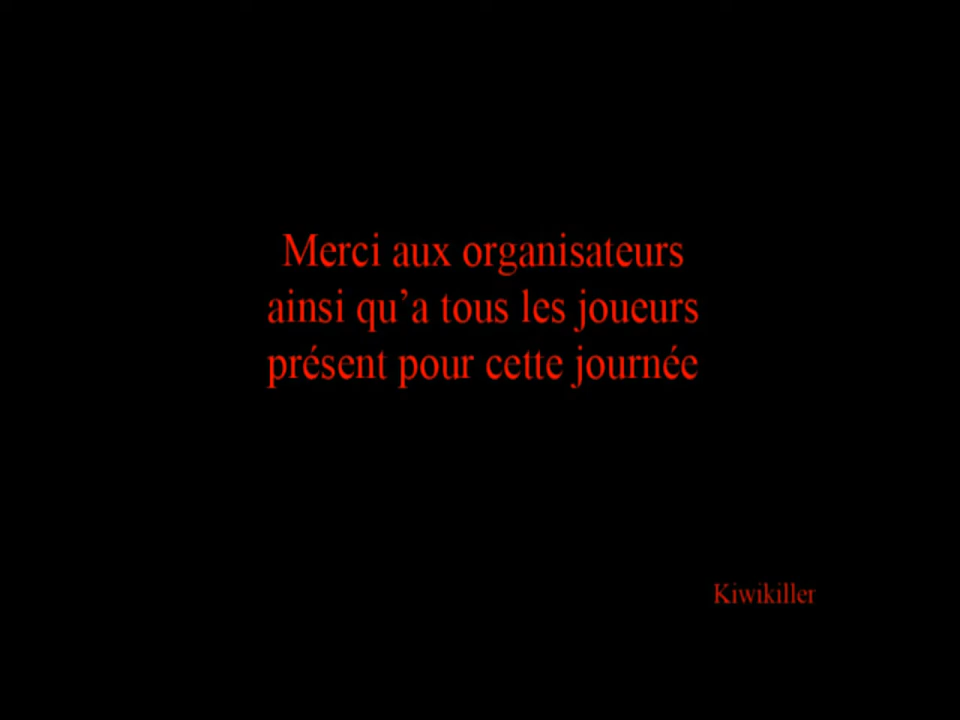 Merci aux organisateurs
ainsi qu’a tous les joueurs
présent pour cette journée
Kiwikiller